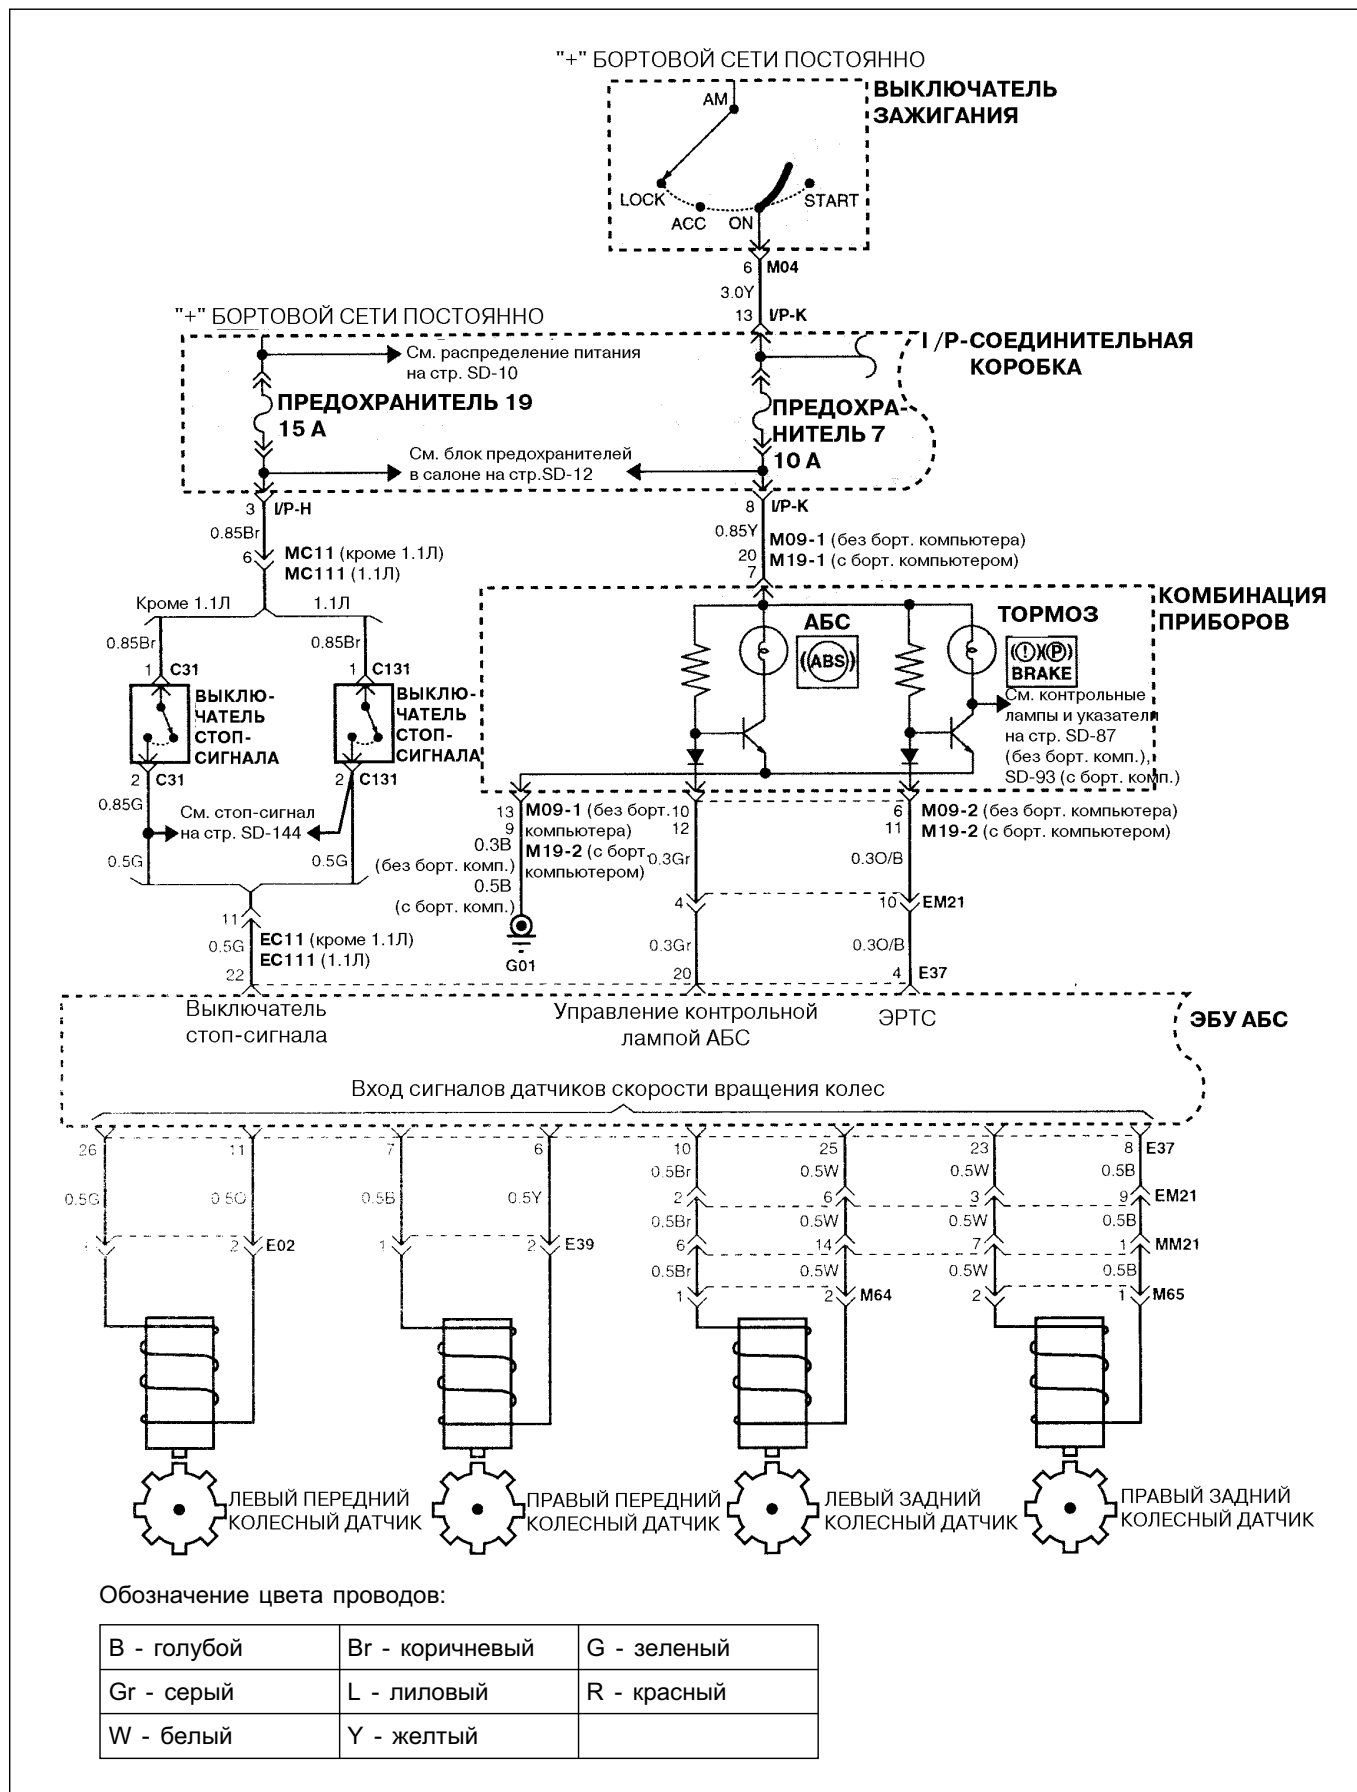 "+" БОРТОВОЙ СЕТИ ПОСТОЯННО
ВЫКЛЮЧАТЕЛЬ
ЗАЖИГАНИЯ
AM
LOCK
ACC
ON
START
6 M04
3.0Y
13 I/P-K
"+" БОРТОВОЙ СЕТИ ПОСТОЯННО
I/P-СОЕДИНИТЕЛЬНАЯ
КОРОБКА
См. распределение питания
на стр. SD-10
ПРЕДОХРАНИТЕЛЬ 19
15 А
ПРЕДОХРА-
НИТЕЛЬ 7
10 А
См. блок предохранителей
в салоне на стр.SD-12
3 I/P-H
8 I/P-K
0.85Br
0.85Y
6
MC11 (кроме 1.1Л)
MC111 (1.1Л)
20
7
M09-1 (без борт. компьютера)
M19-1 (с борт. компьютером)
Кроме 1.1Л
1.1Л
КОМБИНАЦИЯ
ПРИБОРОВ
АБС
(ABS)
ТОРМОЗ
(!) (P)
BRAKE
0.85Br
0.85Br
1 C31
1 C131
ВЫКЛЮ-
ЧАТЕЛЬ
СТОП-
СИГНАЛА
ВЫКЛЮ-
ЧАТЕЛЬ
СТОП-
СИГНАЛА
См. контрольные
лампы и указатели
на стр. SD-87
(без борт. комп.),
SD-93 (с борт. комп.)
2 C31
2 C131
0.85G
См. стоп-сигнал
на стр. SD-144
0.5G
0.5G
13
9
M09-1 (без борт.
компьютера)
M19-2 (с борт.
компьютером)
0.3B
(без борт. комп.)
0.5B
(с борт. комп.)
10
12
6
11
M09-2 (без борт. компьютера)
M19-2 (с борт. компьютером)
0.3Gr
0.3O/B
4
10 EM21
11
0.5G
EC11 (кроме 1.1Л)
EC111 (1.1Л)
22
G01
0.3Gr
0.3O/B
20
4 E37
Выключатель
стоп-сигнала
Управление контрольной
лампой АБС
ЭРТС
ЭБУ АБС
Вход сигналов датчиков скорости вращения колес
26 11 7 6 10 25 23 8 E37
0.5G 0.5O 0.5B 0.5Y 0.5Br 0.5W 0.5W 0.5B
2 6 3 9 EM21
0.5Br 0.5W 0.5W 0.5B
2 E02 1 2 E39 6 14 7 1 MM21
0.5Br 0.5W 0.5W 0.5B
1 2 M64 2 1 M65
ЛЕВЫЙ ПЕРЕДНИЙ
КОЛЕСНЫЙ ДАТЧИК
ПРАВЫЙ ПЕРЕДНИЙ
КОЛЕСНЫЙ ДАТЧИК
ЛЕВЫЙ ЗАДНИЙ
КОЛЕСНЫЙ ДАТЧИК
ПРАВЫЙ ЗАДНИЙ
КОЛЕСНЫЙ ДАТЧИК
Обозначение цвета проводов:
B - голубой Br - коричневый G - зеленый
Gr - серый L - лиловый R - красный
W - белый Y - желтый